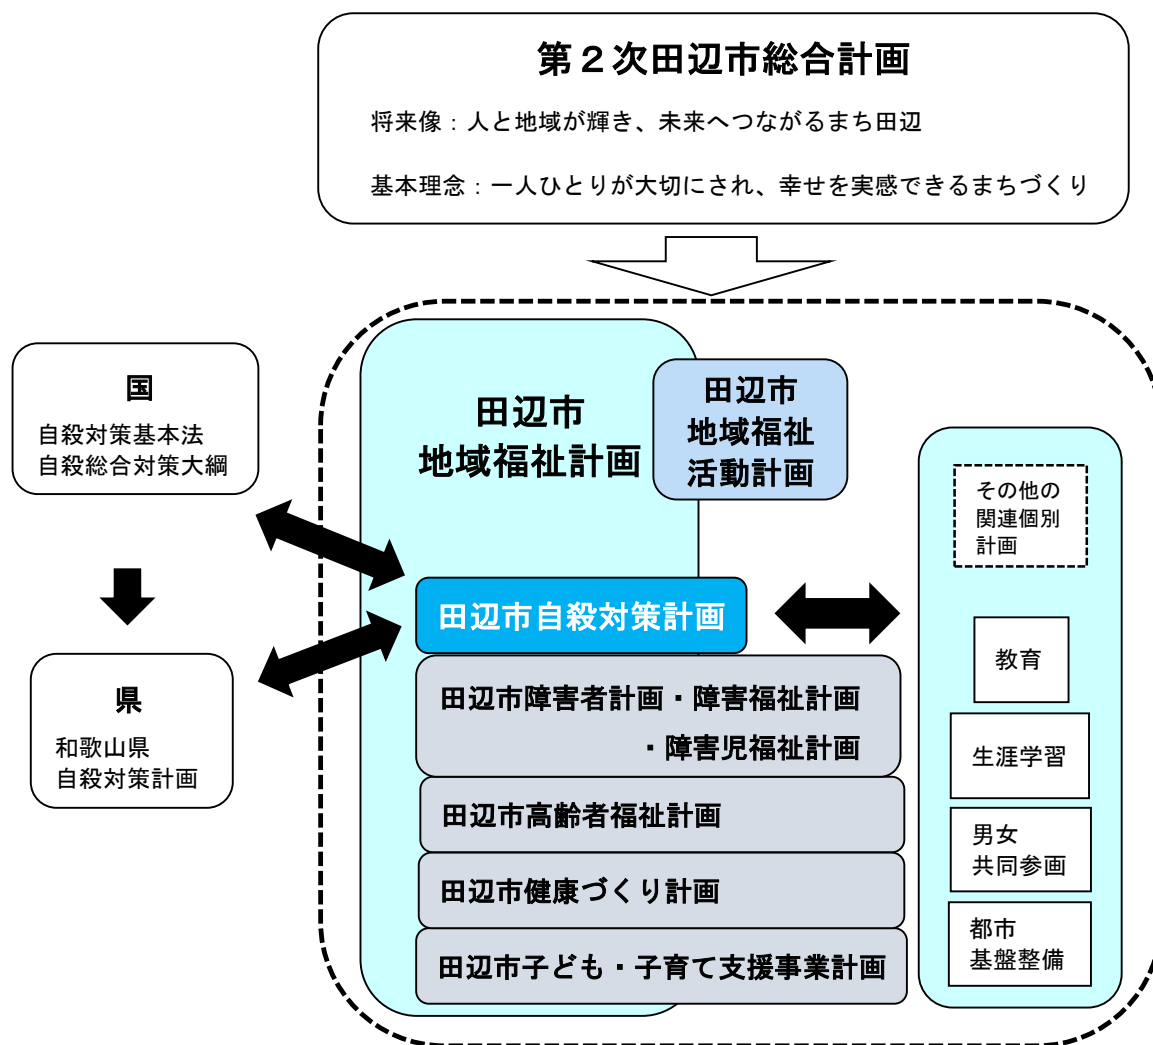 第２次田辺市総合計画
将来像：人と地域が輝き、未来へつながるまち田辺
基本理念：一人ひとりが大切にされ、幸せを実感できるまちづくり
国
自殺対策基本法
自殺総合対策大綱
県
和歌山県
自殺対策計画
田辺市
地域福祉計画
田辺市
地域福祉
活動計画
田辺市自殺対策計画
田辺市障害者計画・障害福祉計画
・障害児福祉計画
田辺市高齢者福祉計画
田辺市健康づくり計画
田辺市子ども・子育て支援事業計画
その他の
関連個別
計画
教育
生涯学習
男女
共同参画
都市
基盤整備